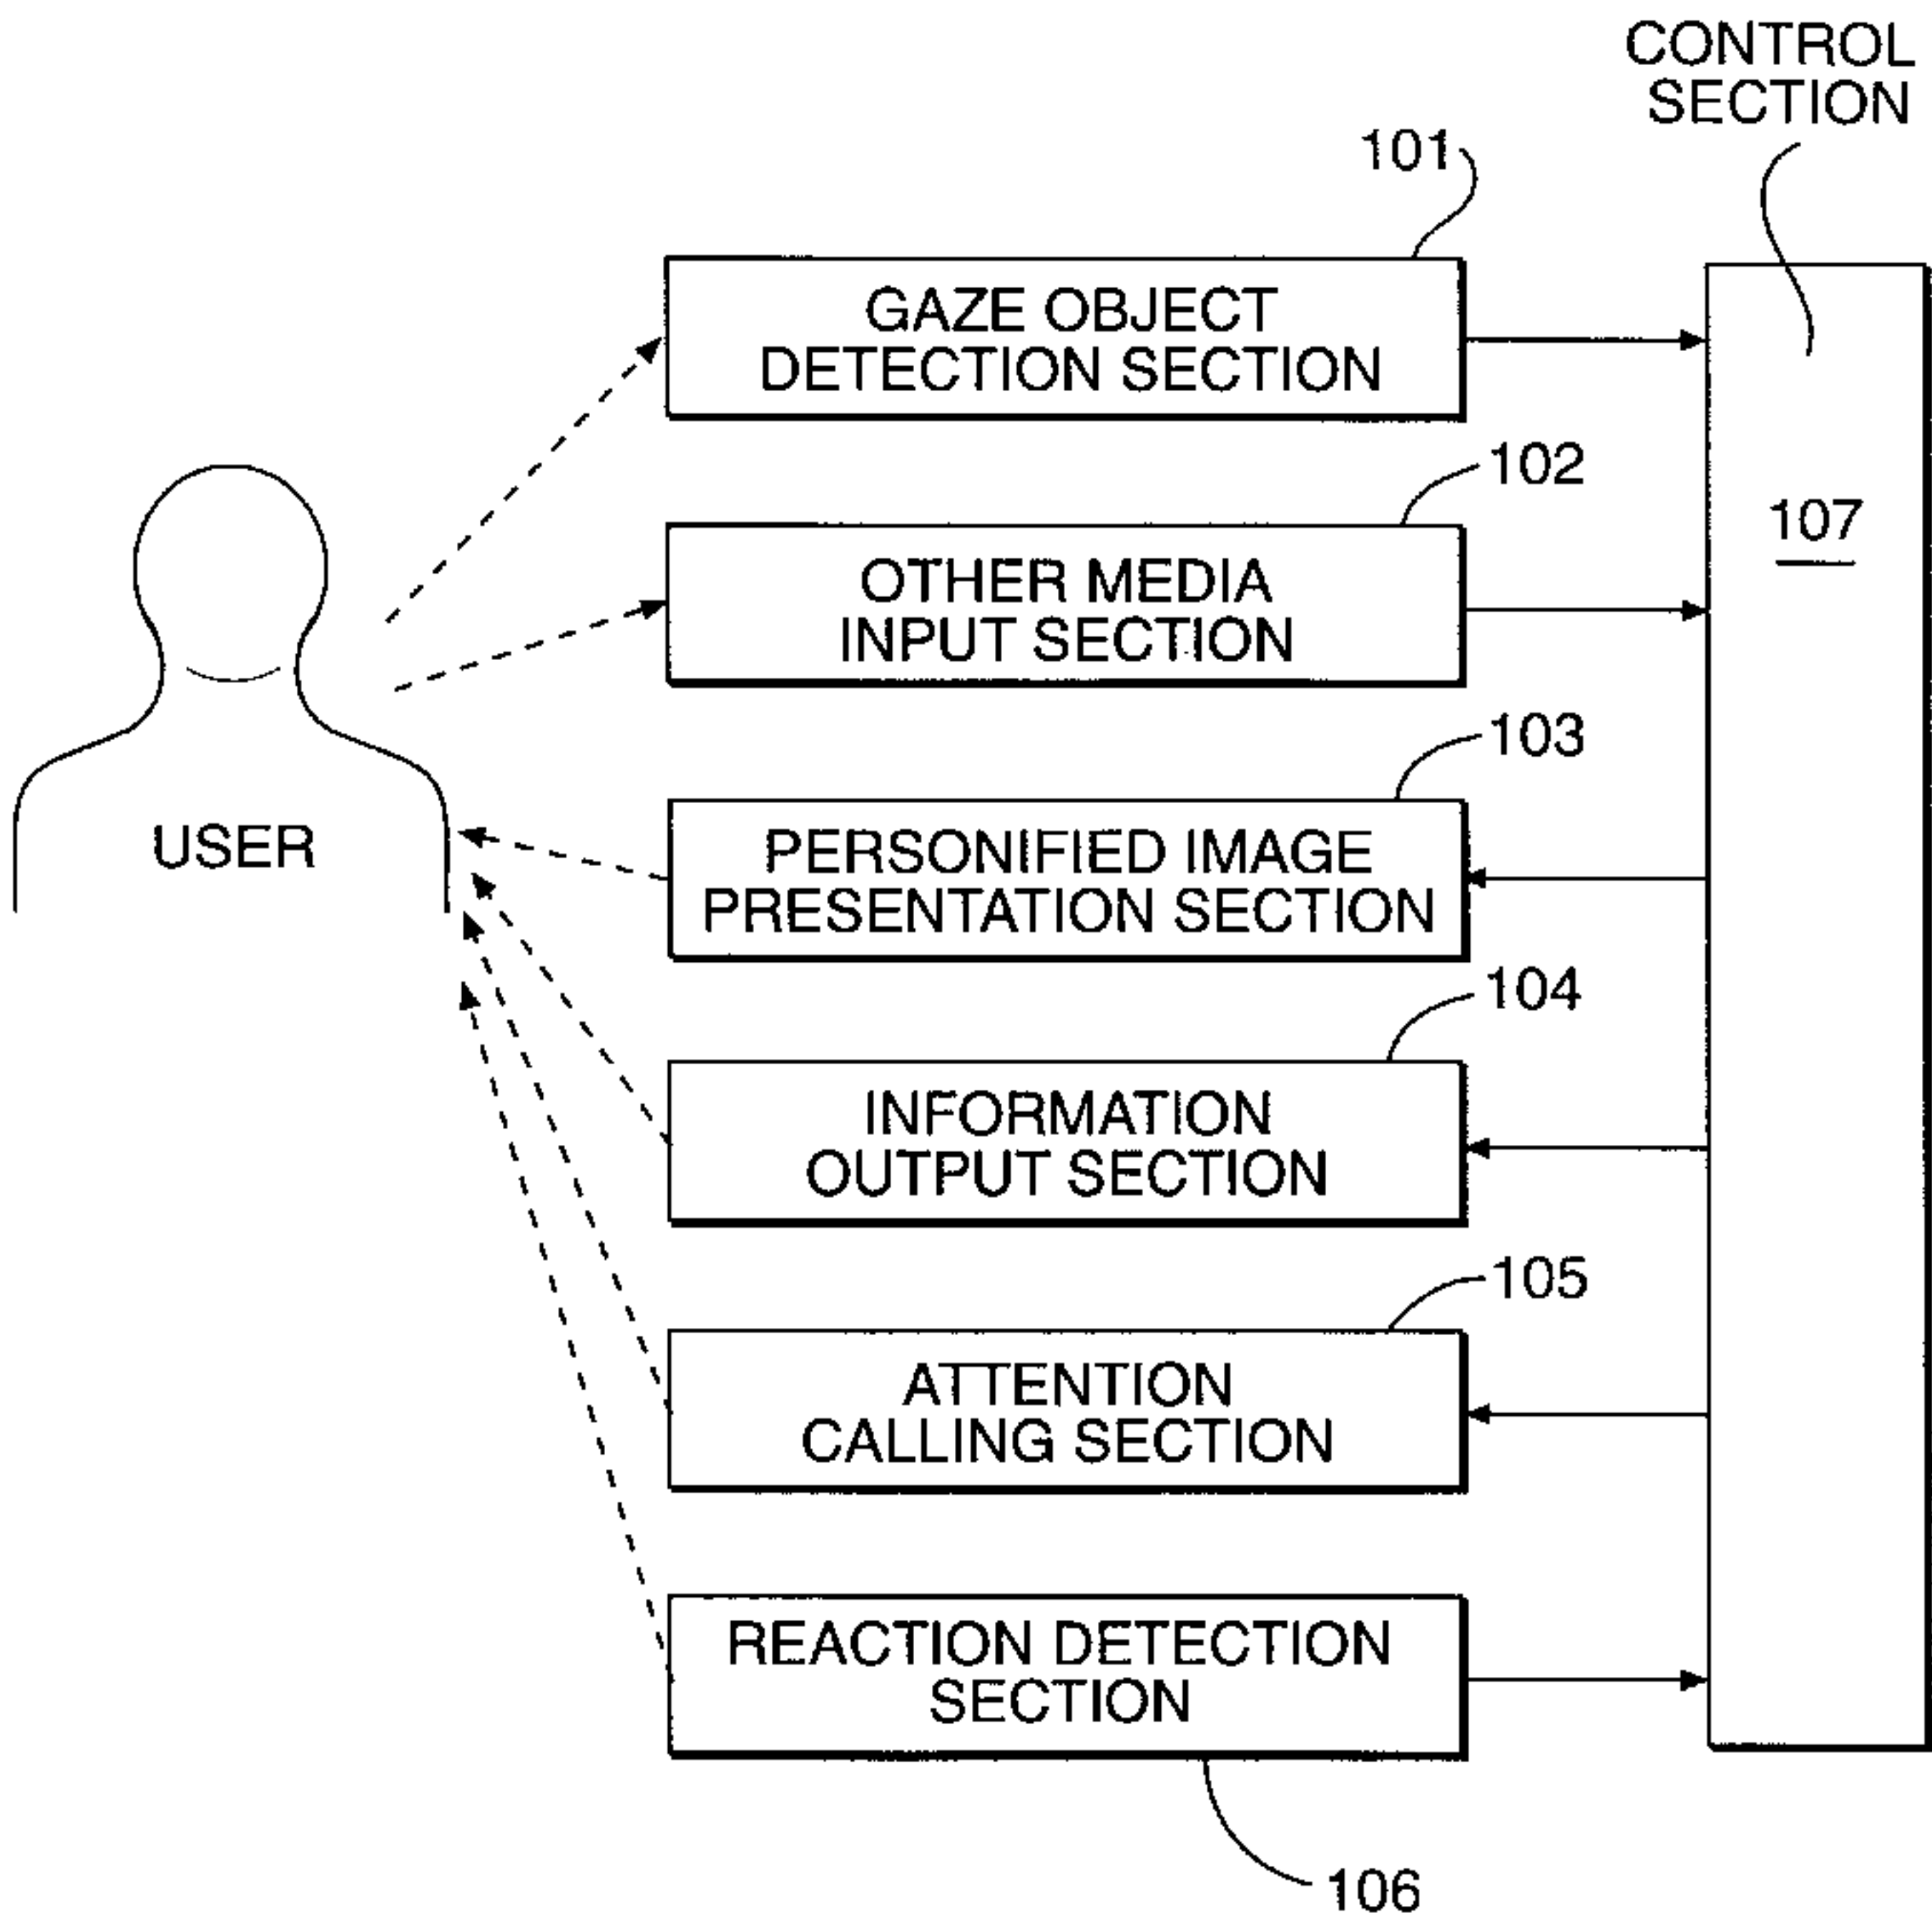 CONTROL
SECTION
101
GAZE OBJECT
DETECTION SECTION
102
OTHER MEDIA
INPUT SECTION
107
103
USER
PERSONIFIED IMAGE
PRESENTATION SECTION
104
INFORMATION
OUTPUT SECTION
105
ATTENTION
CALLING SECTION
REACTION DETECTION
SECTION
106